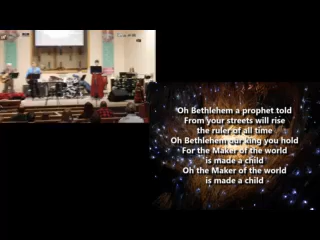 Oh Bethlehem a prophet told
From your streets will rise
the ruler of all time
Oh Bethlehem our king you hold
For the Maker of the world
is made a child
Oh the Maker of the world
is made a child